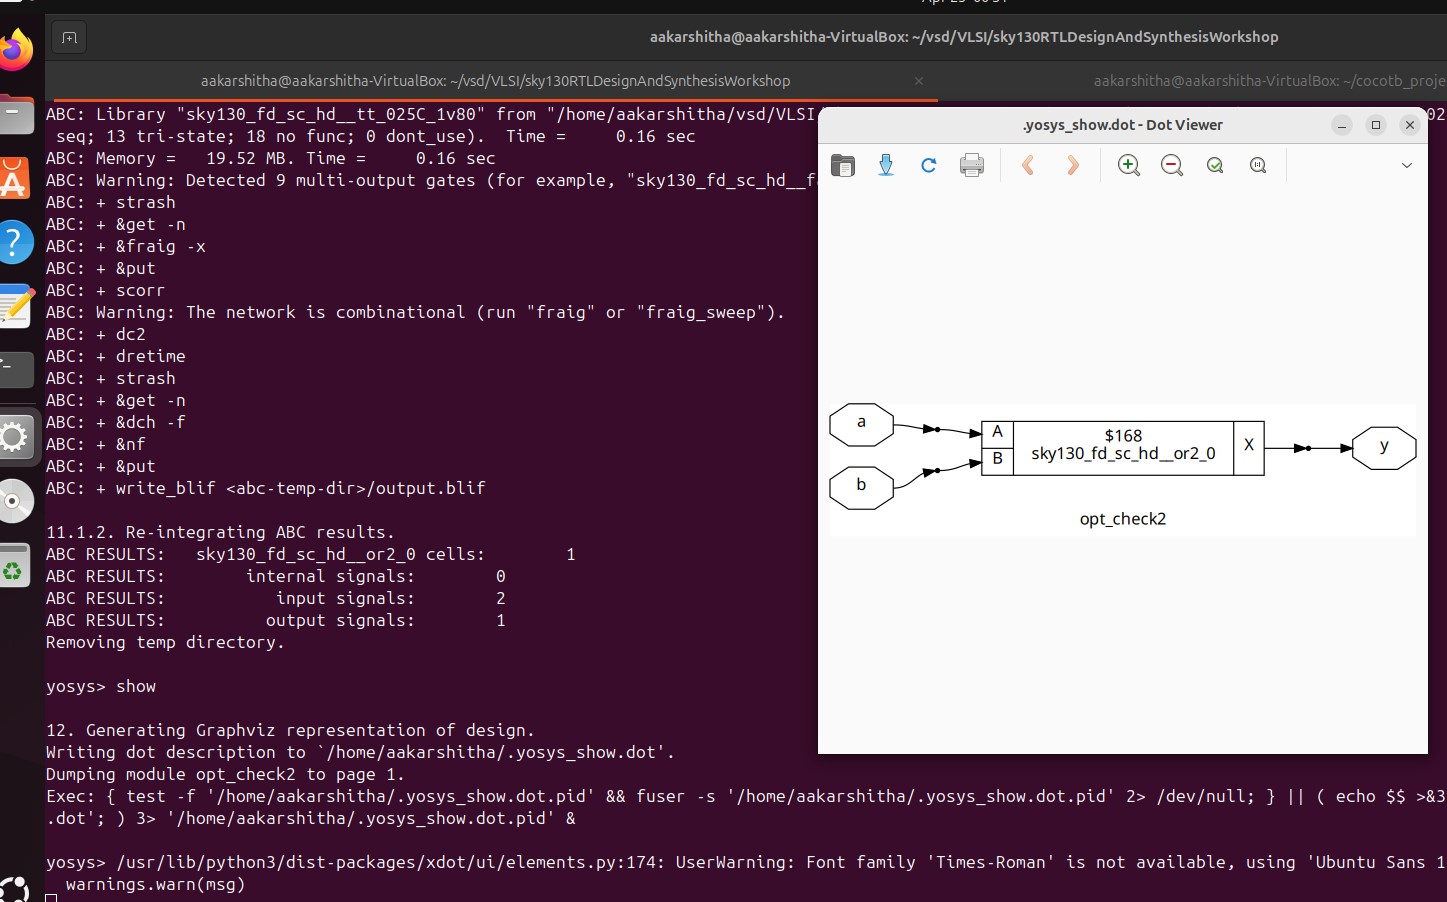 aakarshitha@aakarshitha-VirtualBox: ~/vsd/VLSI/sky130RTLDesignAndSynthesisWorkshop
aakarshitha@aakarshitha-VirtualBox: ~/vsd/VLSI/sky130RTLDesignAndSynthesisWorkshop
aakarshitha@aakarshitha-VirtualBox: ~/cocotb_proje
ABC: Library "sky130_fd_sc_hd__tt_025C_1v80" from "/home/aakarshitha/vsd/VLSI/
02
seq; 13 tri-state; 18 no func; 0 dont_use).  Time =     0.16 sec
ABC: Memory =   19.52 MB. Time =     0.16 sec
ABC: Warning: Detected 9 multi-output gates (for example, "sky130_fd_sc_hd__fa
ABC: + strash
ABC: + &get -n
ABC: + &fraig -x
ABC: + &put
ABC: + scorr
ABC: Warning: The network is combinational (run "fraig" or "fraig_sweep").
ABC: + dc2
ABC: + dretime
ABC: + strash
ABC: + &get -n
ABC: + &dch -f
ABC: + &nf
ABC: + &put
ABC: + write_blif <abc-temp-dir>/output.blif
11.1.2. Re-integrating ABC results.
ABC RESULTS:   sky130_fd_sc_hd__or2_0 cells:        1
ABC RESULTS:        internal signals:        0
ABC RESULTS:           input signals:        2
ABC RESULTS:          output signals:        1
Removing temp directory.
yosys> show
12. Generating Graphviz representation of design.
Writing dot description to `/home/aakarshitha/.yosys_show.dot'.
Dumping module opt_check2 to page 1.
Exec: { test -f '/home/aakarshitha/.yosys_show.dot.pid' && fuser -s '/home/aakarshitha/.yosys_show.dot.pid' 2> /dev/null; } || ( echo $$ >&3
.dot'; ) 3> '/home/aakarshitha/.yosys_show.dot.pid' &
yosys> /usr/lib/python3/dist-packages/xdot/ui/elements.py:174: UserWarning: Font family 'Times-Roman' is not available, using 'Ubuntu Sans 1
warnings.warn(msg)
.yosys_show.dot - Dot Viewer
a
b
A
B
$168
sky130_fd_sc_hd__or2_0
X
y
opt_check2